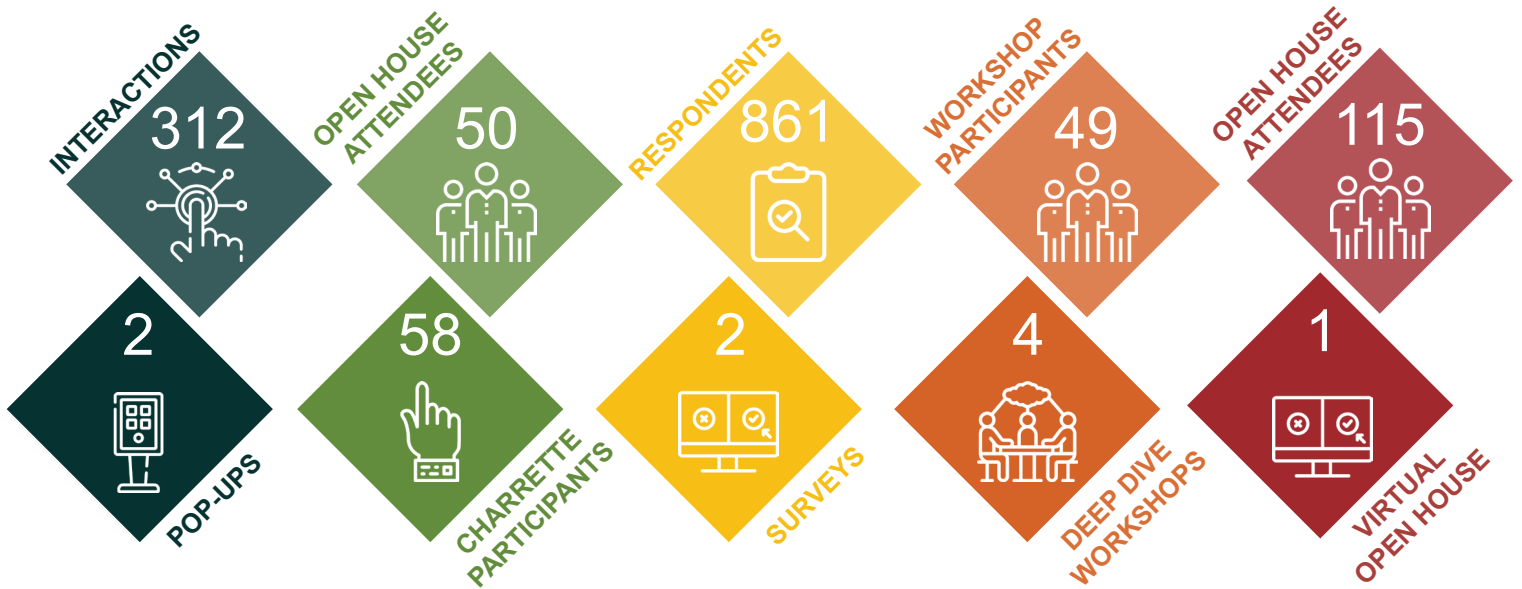 INTERACTIONS
312
2
POP-UPS
OPEN HOUSE
ATTENDEES
50
58
CHARRETTE
PARTICIPANTS
RESPONDENTS
861
2
SURVEYS
WORKSHOP
PARTICIPANTS
49
4
DEEP DIVE
WORKSHOPS
OPEN HOUSE
ATTENDEES
115
1
VIRTUAL
OPEN HOUSE